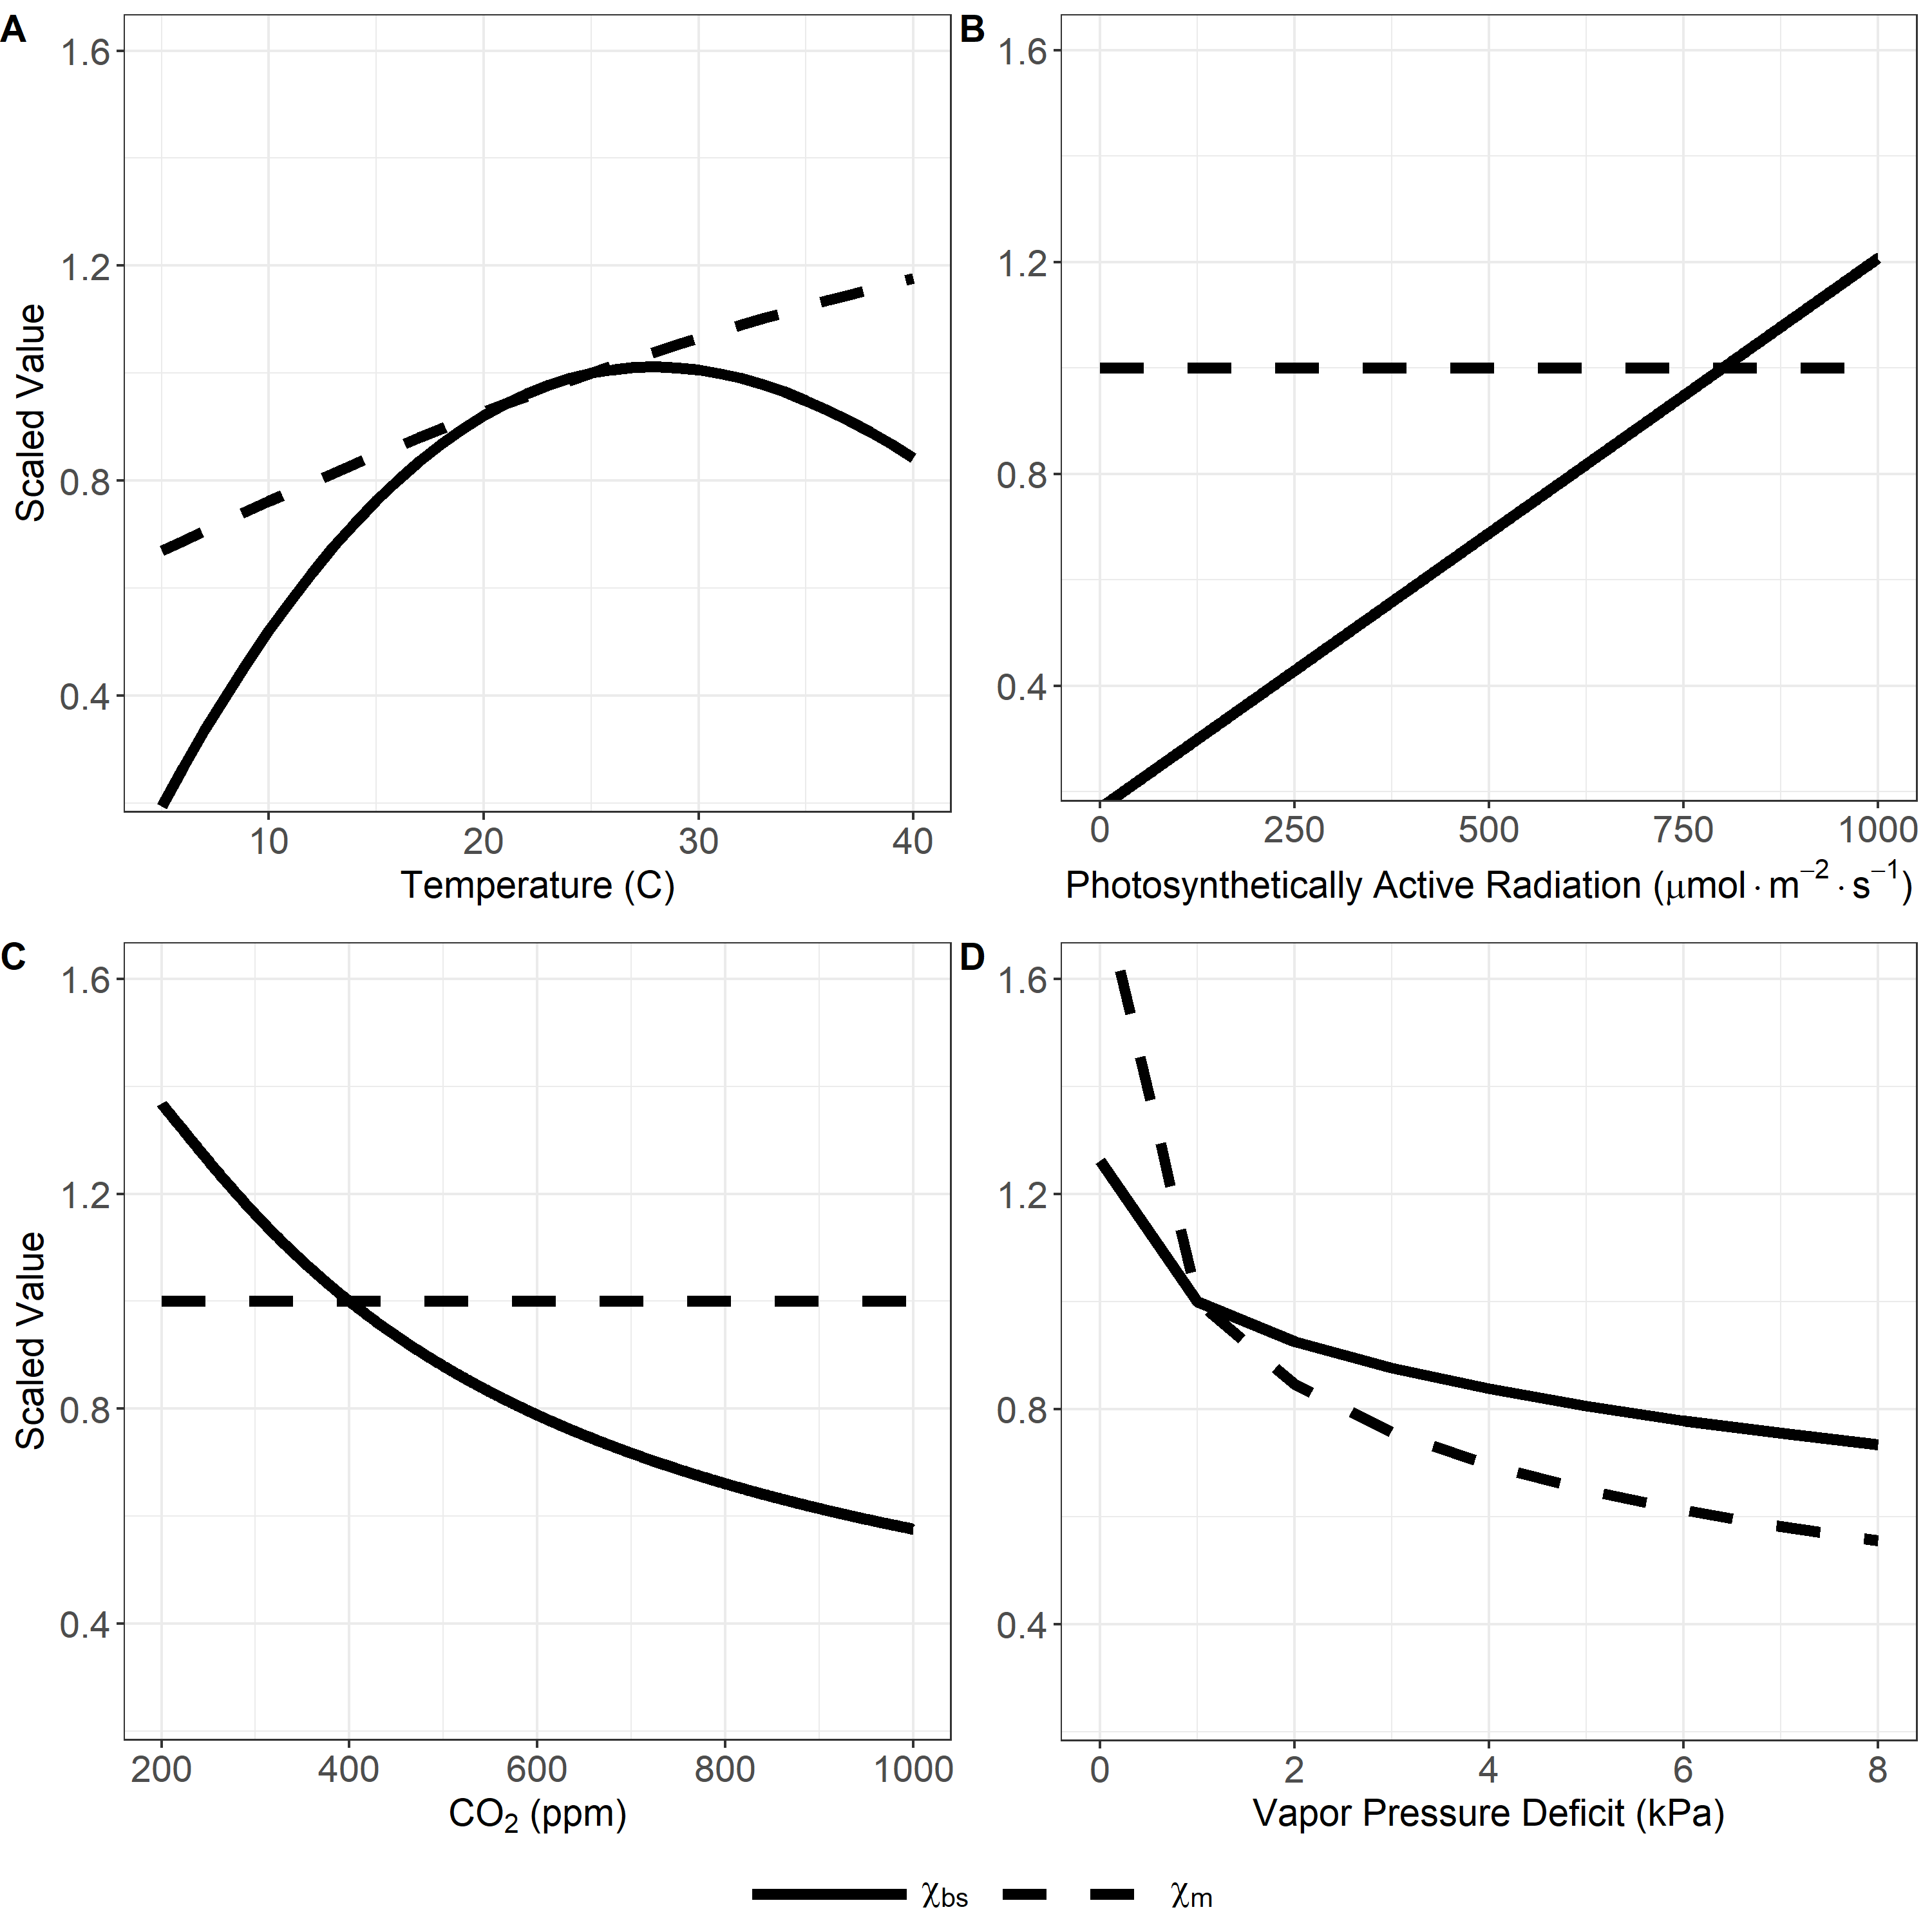 A
1.6
1.2
0.8
0.4
Scaled Value
10 20 30 40
Temperature (C)
B
1.6
1.2
0.8
0.4
0 250 500 750 1000
Photosynthetically Active Radiation (μmol · m⁻² · s⁻¹)
C
1.6
1.2
0.8
0.4
Scaled Value
200 400 600 800 1000
CO₂ (ppm)
D
1.6
1.2
0.8
0.4
0 2 4 6 8
Vapor Pressure Deficit (kPa)
χbs χm